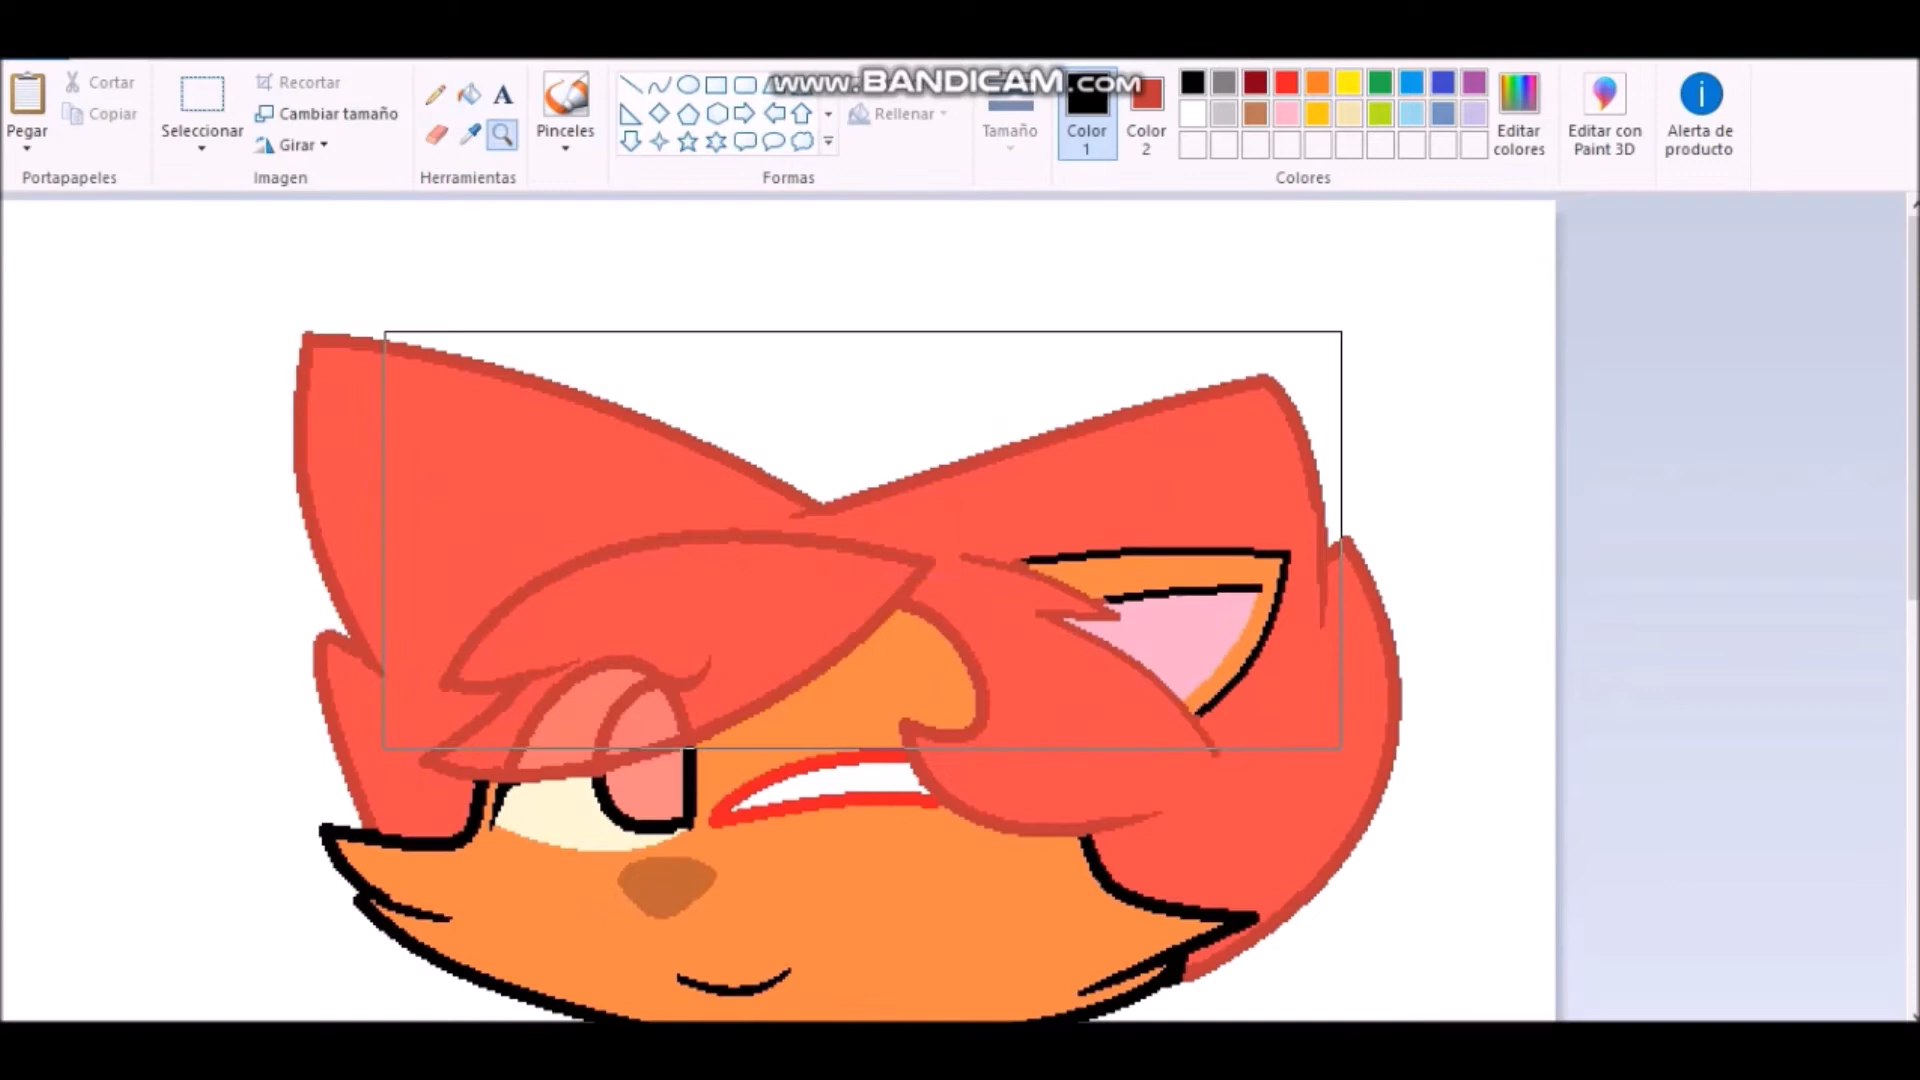 www.BANDICAM.com
Pegar
Cortar
Copiar
Portapapeles
Seleccionar
Recortar
Cambiar tamaño
Girar
Imagen
A
Herramientas
Pinceles
Rellenar
Formas
Tamaño
Color
1
Color
2
Colores
Editar
colores
Editar con
Paint 3D
Alerta de
producto